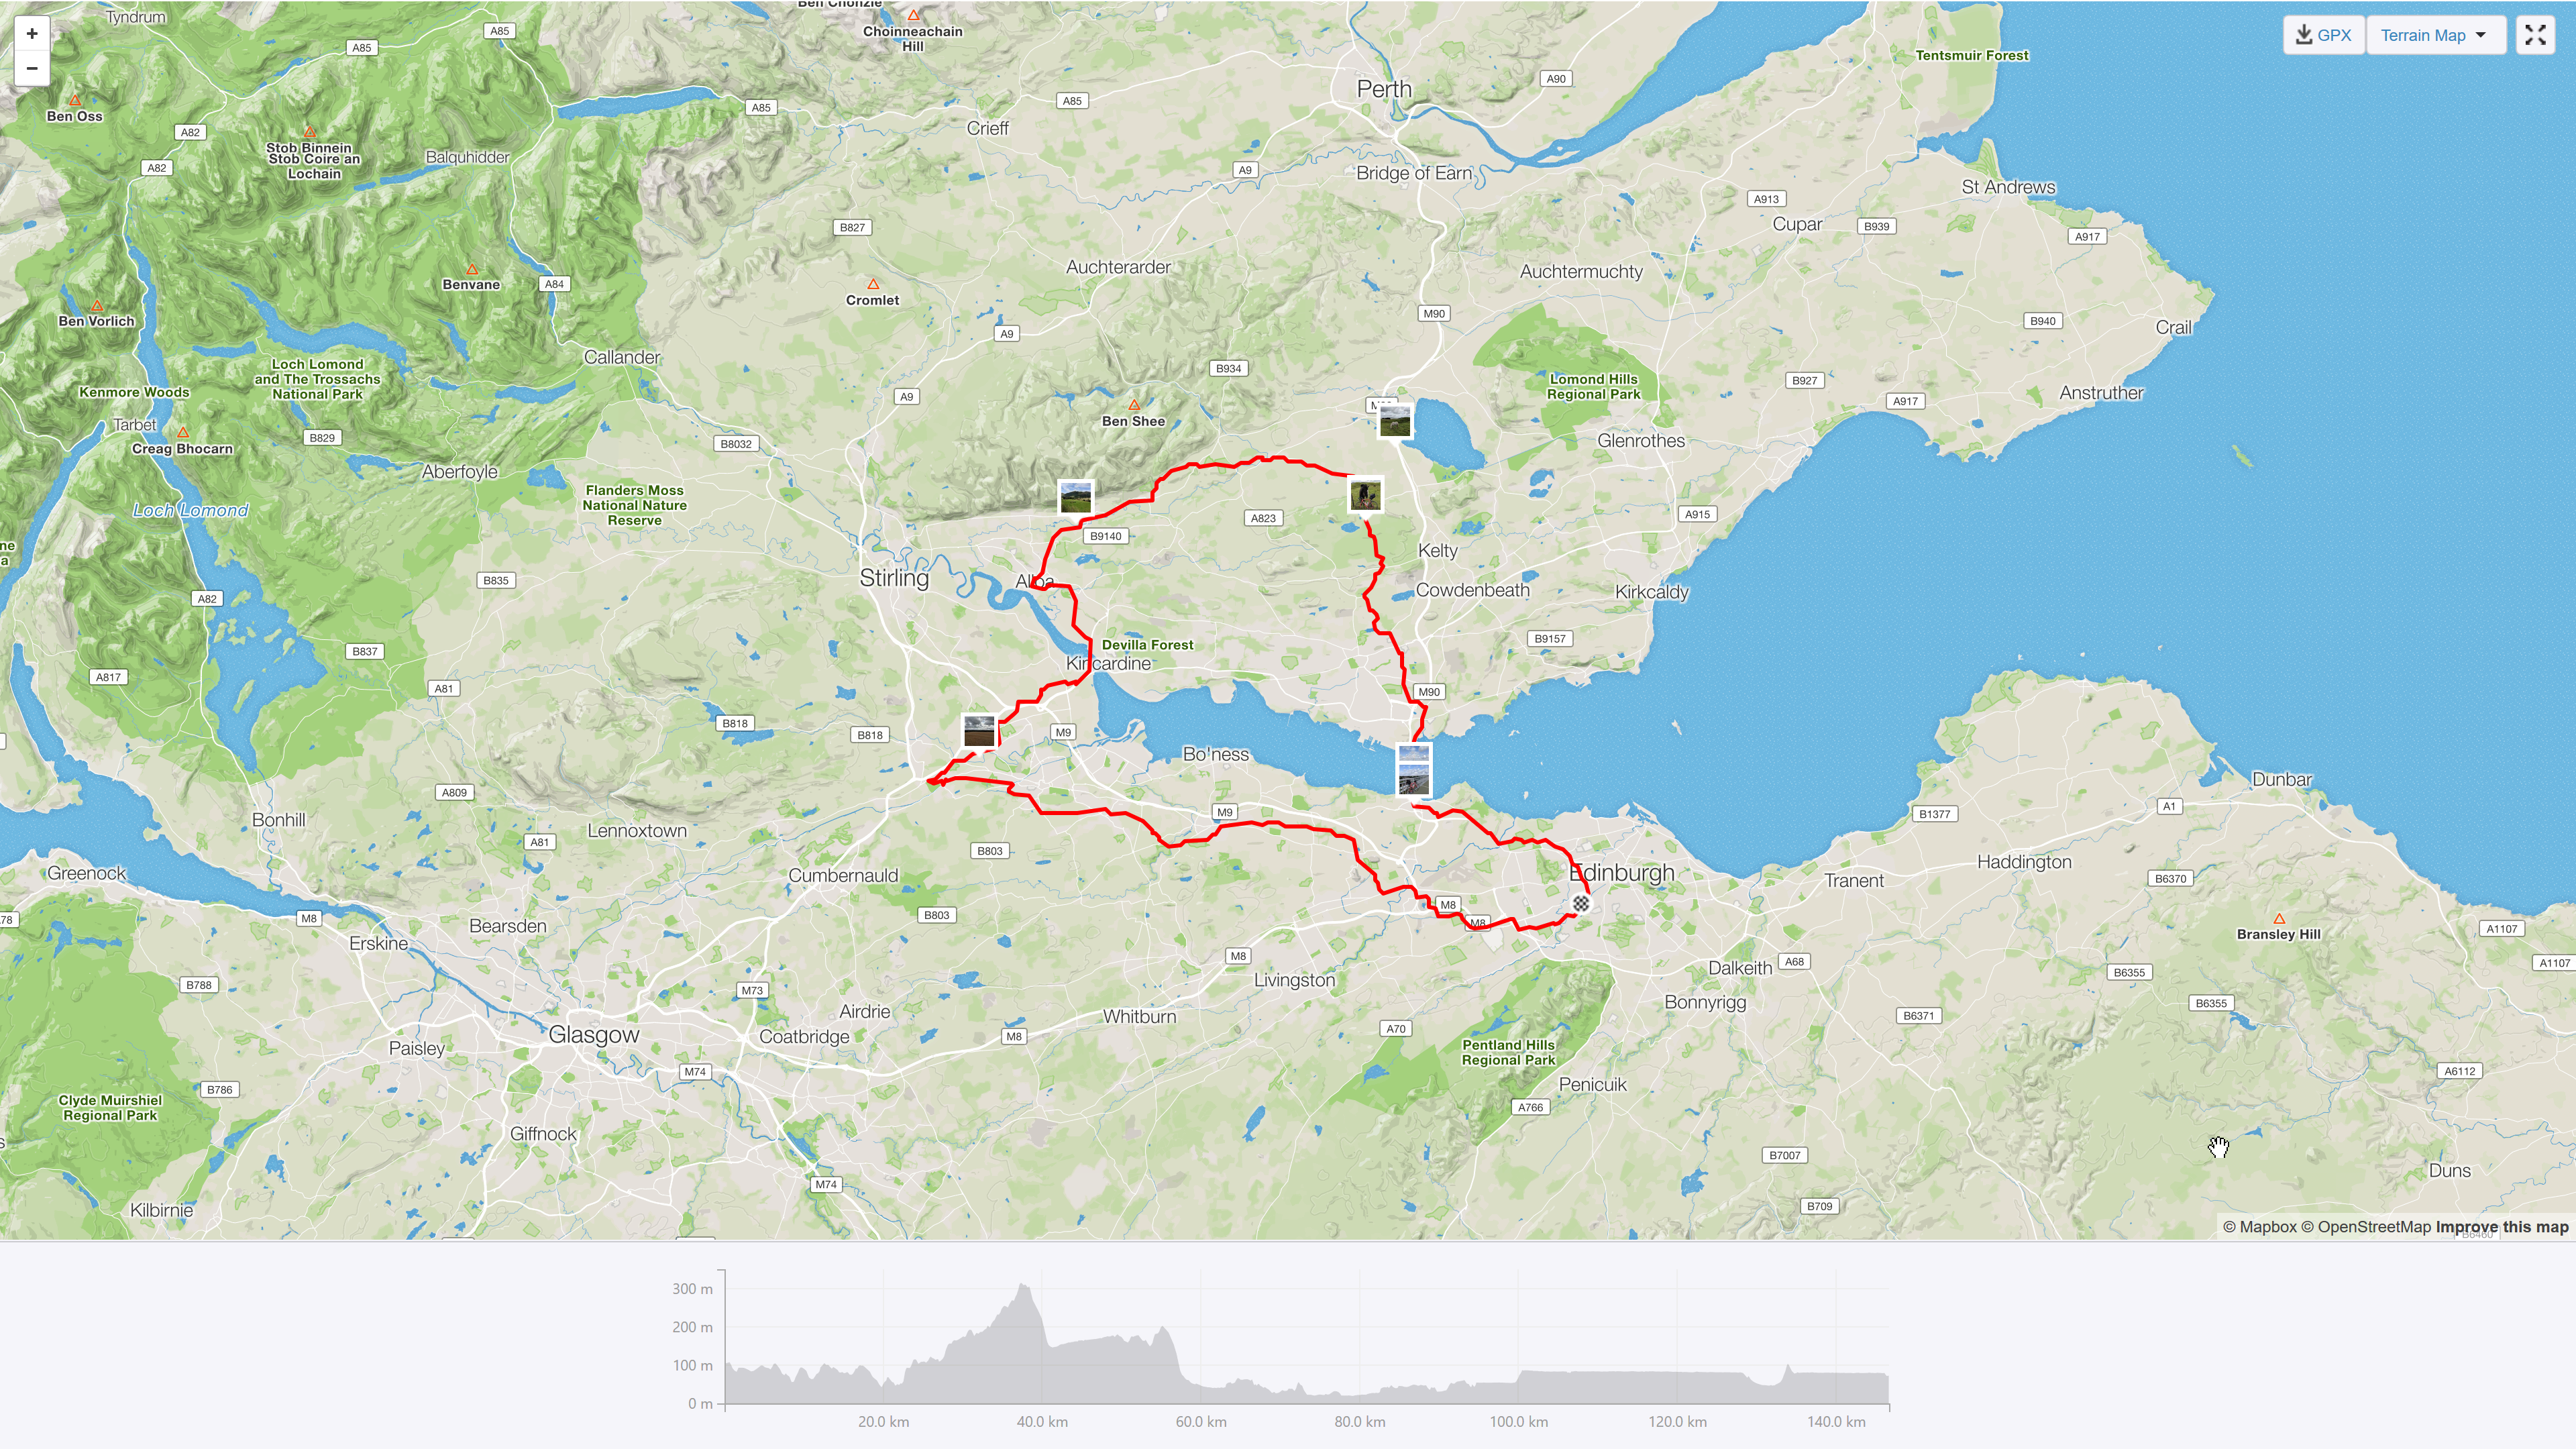 Tyndrum
Ben Chonzie
A85
A85
Choinneachain
Hill
+
−
GPX
Terrain Map
Tentsmuir Forest
Ben Oss
A82
A85
A85
A90
Perth
Crieff
Stob Binnein
Stob Coire an
Lochain
Balquhidder
A82
A9
Bridge of Earn
St Andrews
A913
Cupar
B939
A917
B827
Auchterarder
Auchtermuchty
Benvane
A84
Cromlet
Ben Vorlich
M90
B940
Crail
A9
Callander
Loch Lomond
and The Trossachs
National Park
B934
Lomond Hills
Regional Park
B927
Kenmore Woods
A9
A917
Anstruther
Tarbet
Ben Shee
B829
Creag Bhocarn
B8032
Glenrothes
Aberfoyle
Flanders Moss
National Nature
Reserve
Loch Lomond
A823
A915
B9140
Kelty
Stirling
Alloa
B835
Cowdenbeath
Kirkcaldy
A82
B9157
B837
Devilla Forest
Kincardine
A817
A81
M90
B818
B818
M9
Bo'ness
Dunbar
A809
A1
B1377
M9
Bonhill
Lennoxtown
A81
B803
Haddington
Greenock
Cumbernauld
Edinburgh
Tranent
B6370
78
M8
B803
M8
M8
Bearsden
Erskine
Bransley Hill
A1107
M8
Dalkeith
A68
A1107
B6355
B788
M73
Livingston
Bonnyrigg
B6355
Airdrie
Whitburn
B6371
Glasgow
Coatbridge
M8
A70
Paisley
Pentland Hills
Regional Park
M74
A6112
B786
Penicuik
Clyde Muirshiel
Regional Park
A766
Giffnock
B7007
Duns
M74
Kilbirnie
B709
© Mapbox © OpenStreetMap Improve this map
B6460
300 m
200 m
100 m
0 m
20.0 km
40.0 km
60.0 km
80.0 km
100.0 km
120.0 km
140.0 km